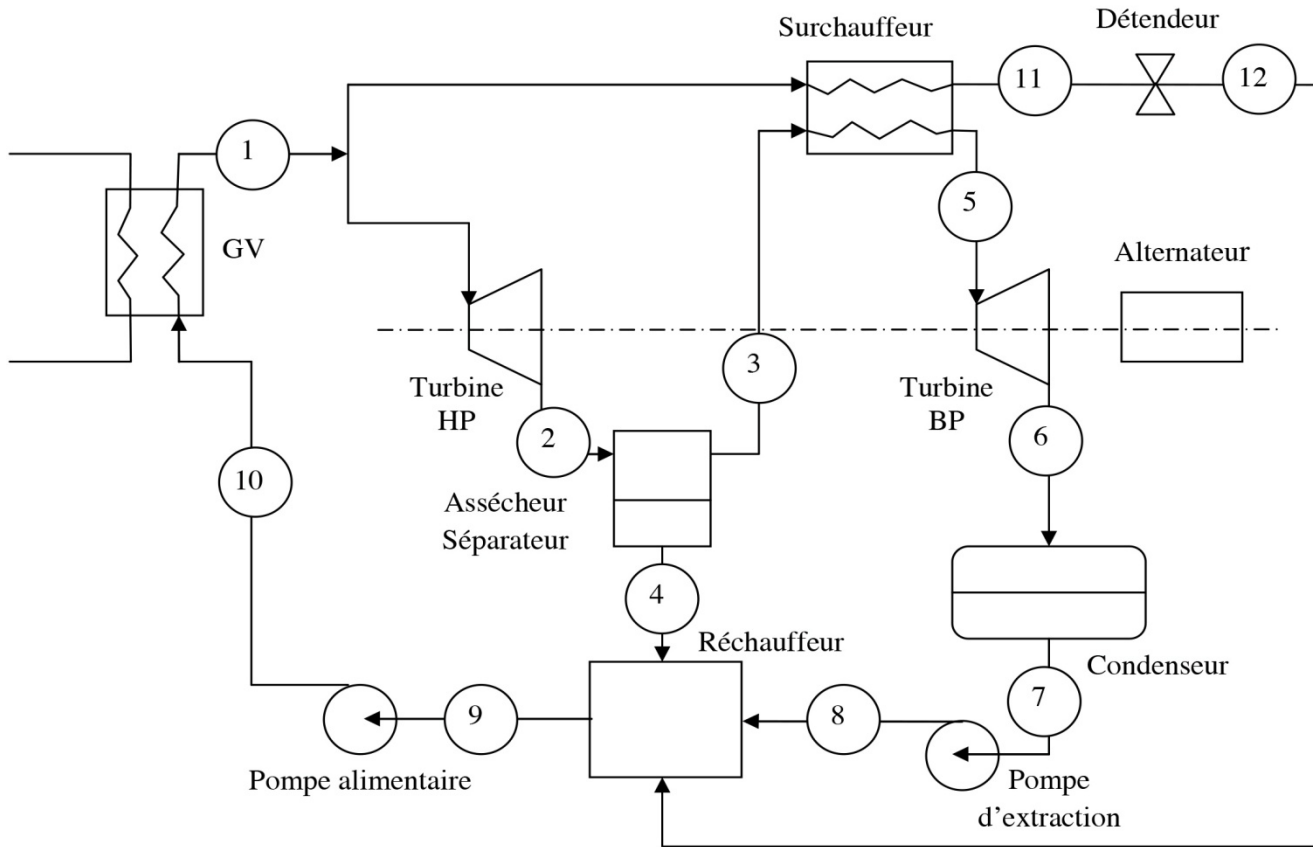 Surchauffeur
Détendeur
11
12
1
5
GV
Alternateur
3
Turbine
HP
Turbine
BP
2
6
10
Assécheur
Séparateur
4
Réchauffeur
Condenseur
9
8
7
Pompe alimentaire
Pompe
d'extraction